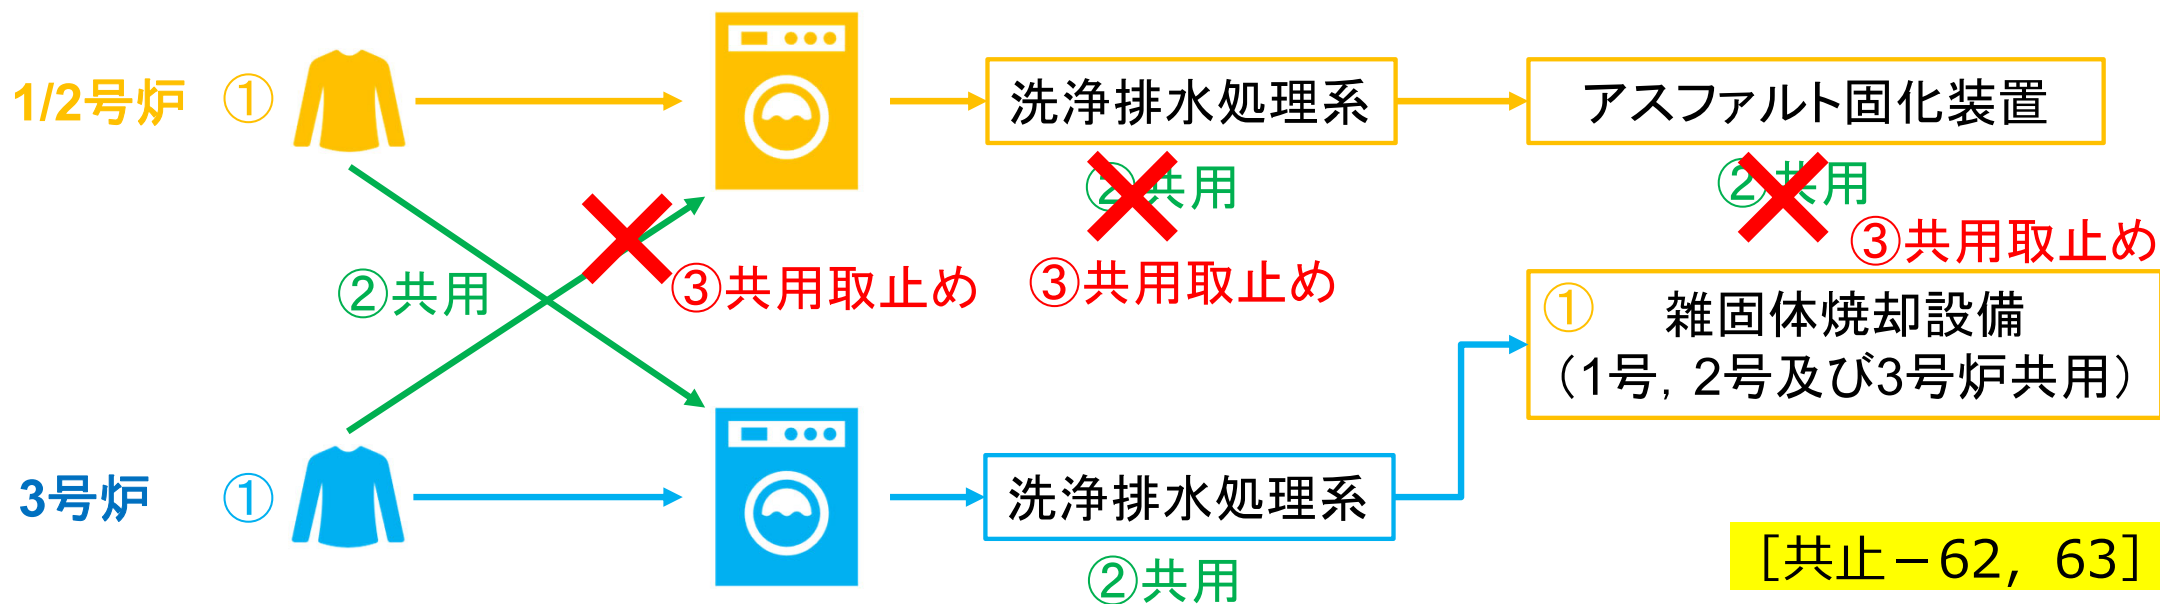 1/2号炉 ①
洗浄排水処理系
アスファルト固化装置
②共用
②共用
③共用取止め
②共用
③共用取止め
③共用取止め
① 雑固体焼却設備
（1号，2号及び3号炉共用）
3号炉 ①
洗浄排水処理系
②共用
［共止－62，63］